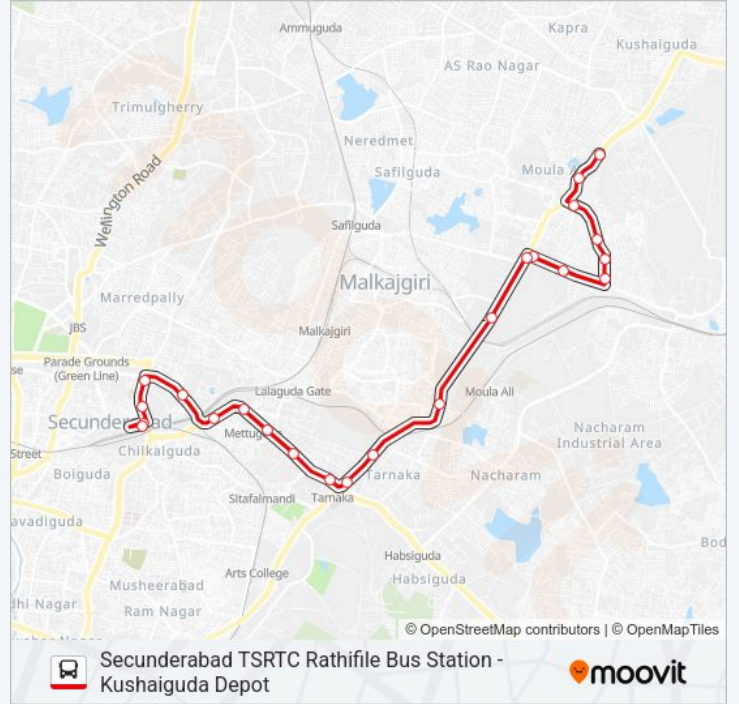 Ammuguda
Kapra
Kushaiguda
AS Rao Nagar
Trimulgherry
Neredmet
Safilguda
Moula A
Wellington Road
Safilguda
Malkajgiri
Marredpally
JBS
Malkajgiri
Parade Grounds
(Green Line)
se
Lalaguda Gate
Moula Ali
Secunderabad
Mettug
Nacharam
Industrial Area
Street
Chilkalguda
Boiguda
Tarnaka
Nacharam
Sitafalmandi
Tarnaka
avadiguda
Bod
Habsiguda
Arts College
Habsiguda
Musheerabad
dhi Nagar
Ram Nagar
© OpenStreetMap contributors | © OpenMapTiles
Secunderabad TSRTC Rathifile Bus Station -
Kushaiguda Depot
moovit